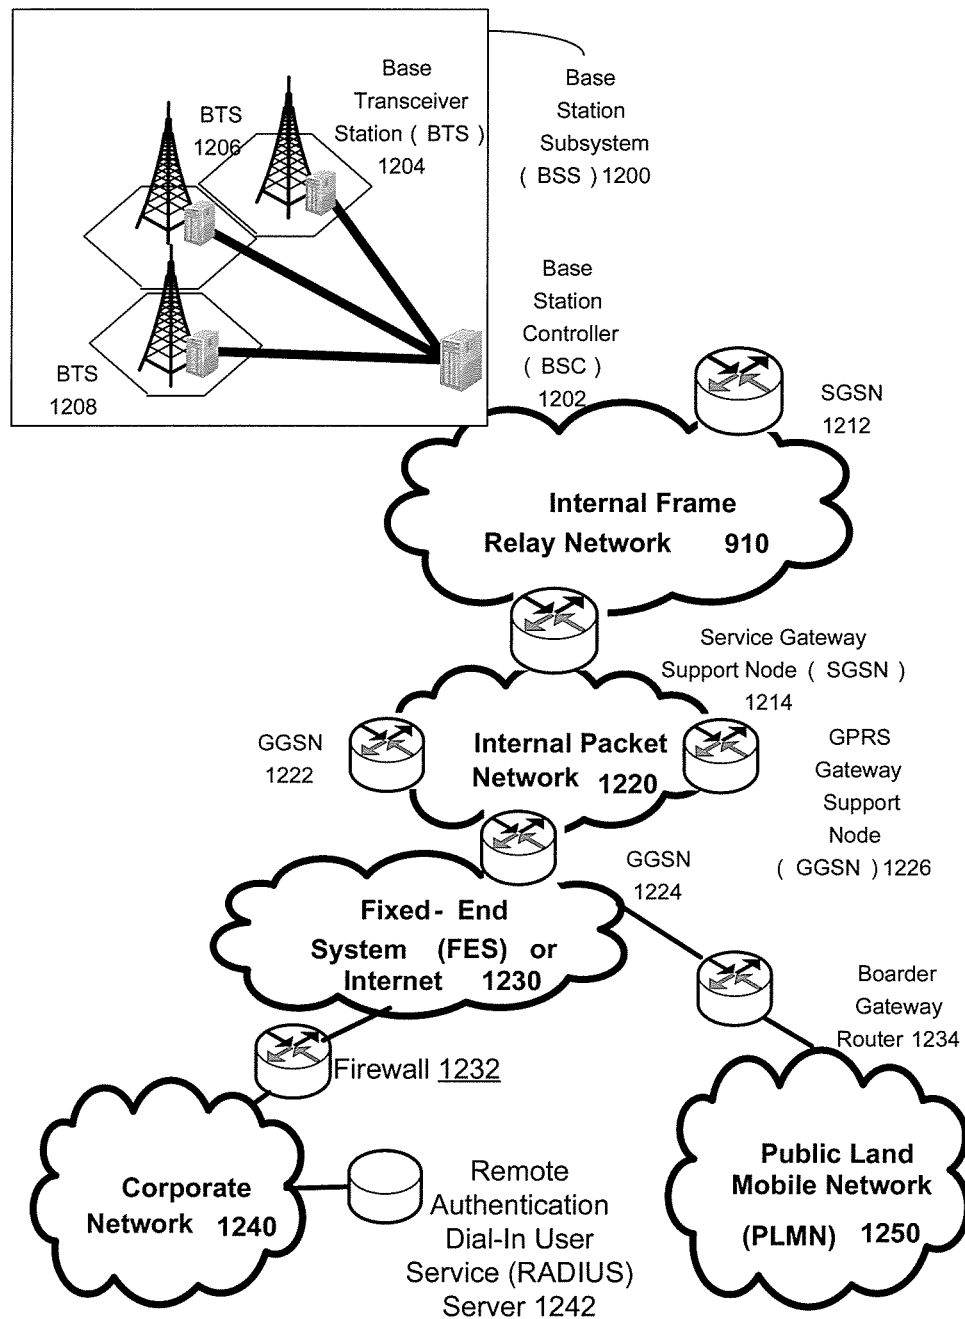 Base
Transceiver
Station ( BTS )
1204
BTS
1206
BTS
1208
Base
Station
Subsystem
( BSS ) 1200
Base
Station
Controller
( BSC )
1202
SGSN
1212
Internal Frame
Relay Network 910
Service Gateway
Support Node ( SGSN )
1214
GGSN
1222
Internal Packet
Network 1220
GPRS
Gateway
Support
Node
( GGSN ) 1226
GGSN
1224
Fixed- End
System (FES) or
Internet 1230
Boarder
Gateway
Router 1234
Firewall 1232
Corporate
Network 1240
Remote
Authentication
Dial-In User
Service (RADIUS)
Server 1242
Public Land
Mobile Network
(PLMN) 1250